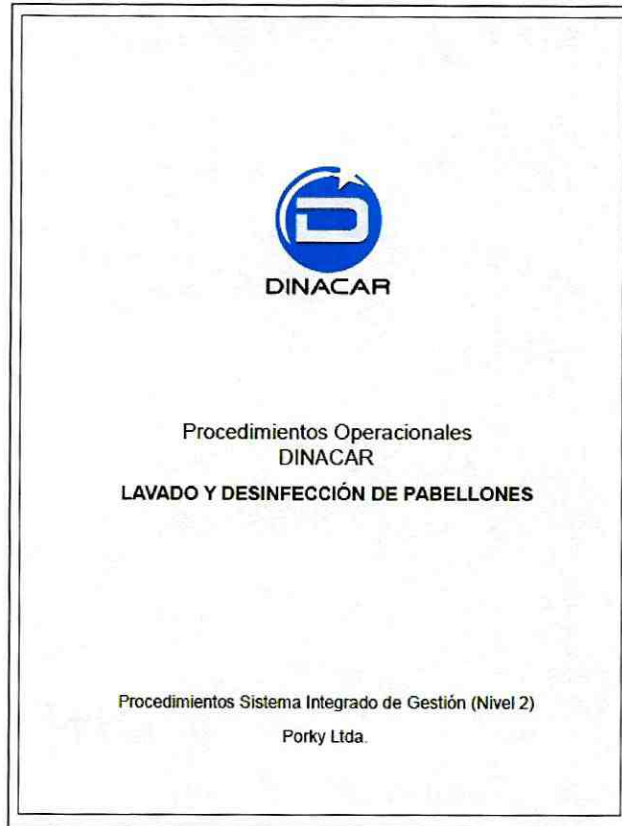 D
DINACAR
Procedimientos Operacionales
DINACAR
LAVADO Y DESINFECCIÓN DE PABELLONES
Procedimientos Sistema Integrado de Gestión (Nivel 2)
Porky Ltda.